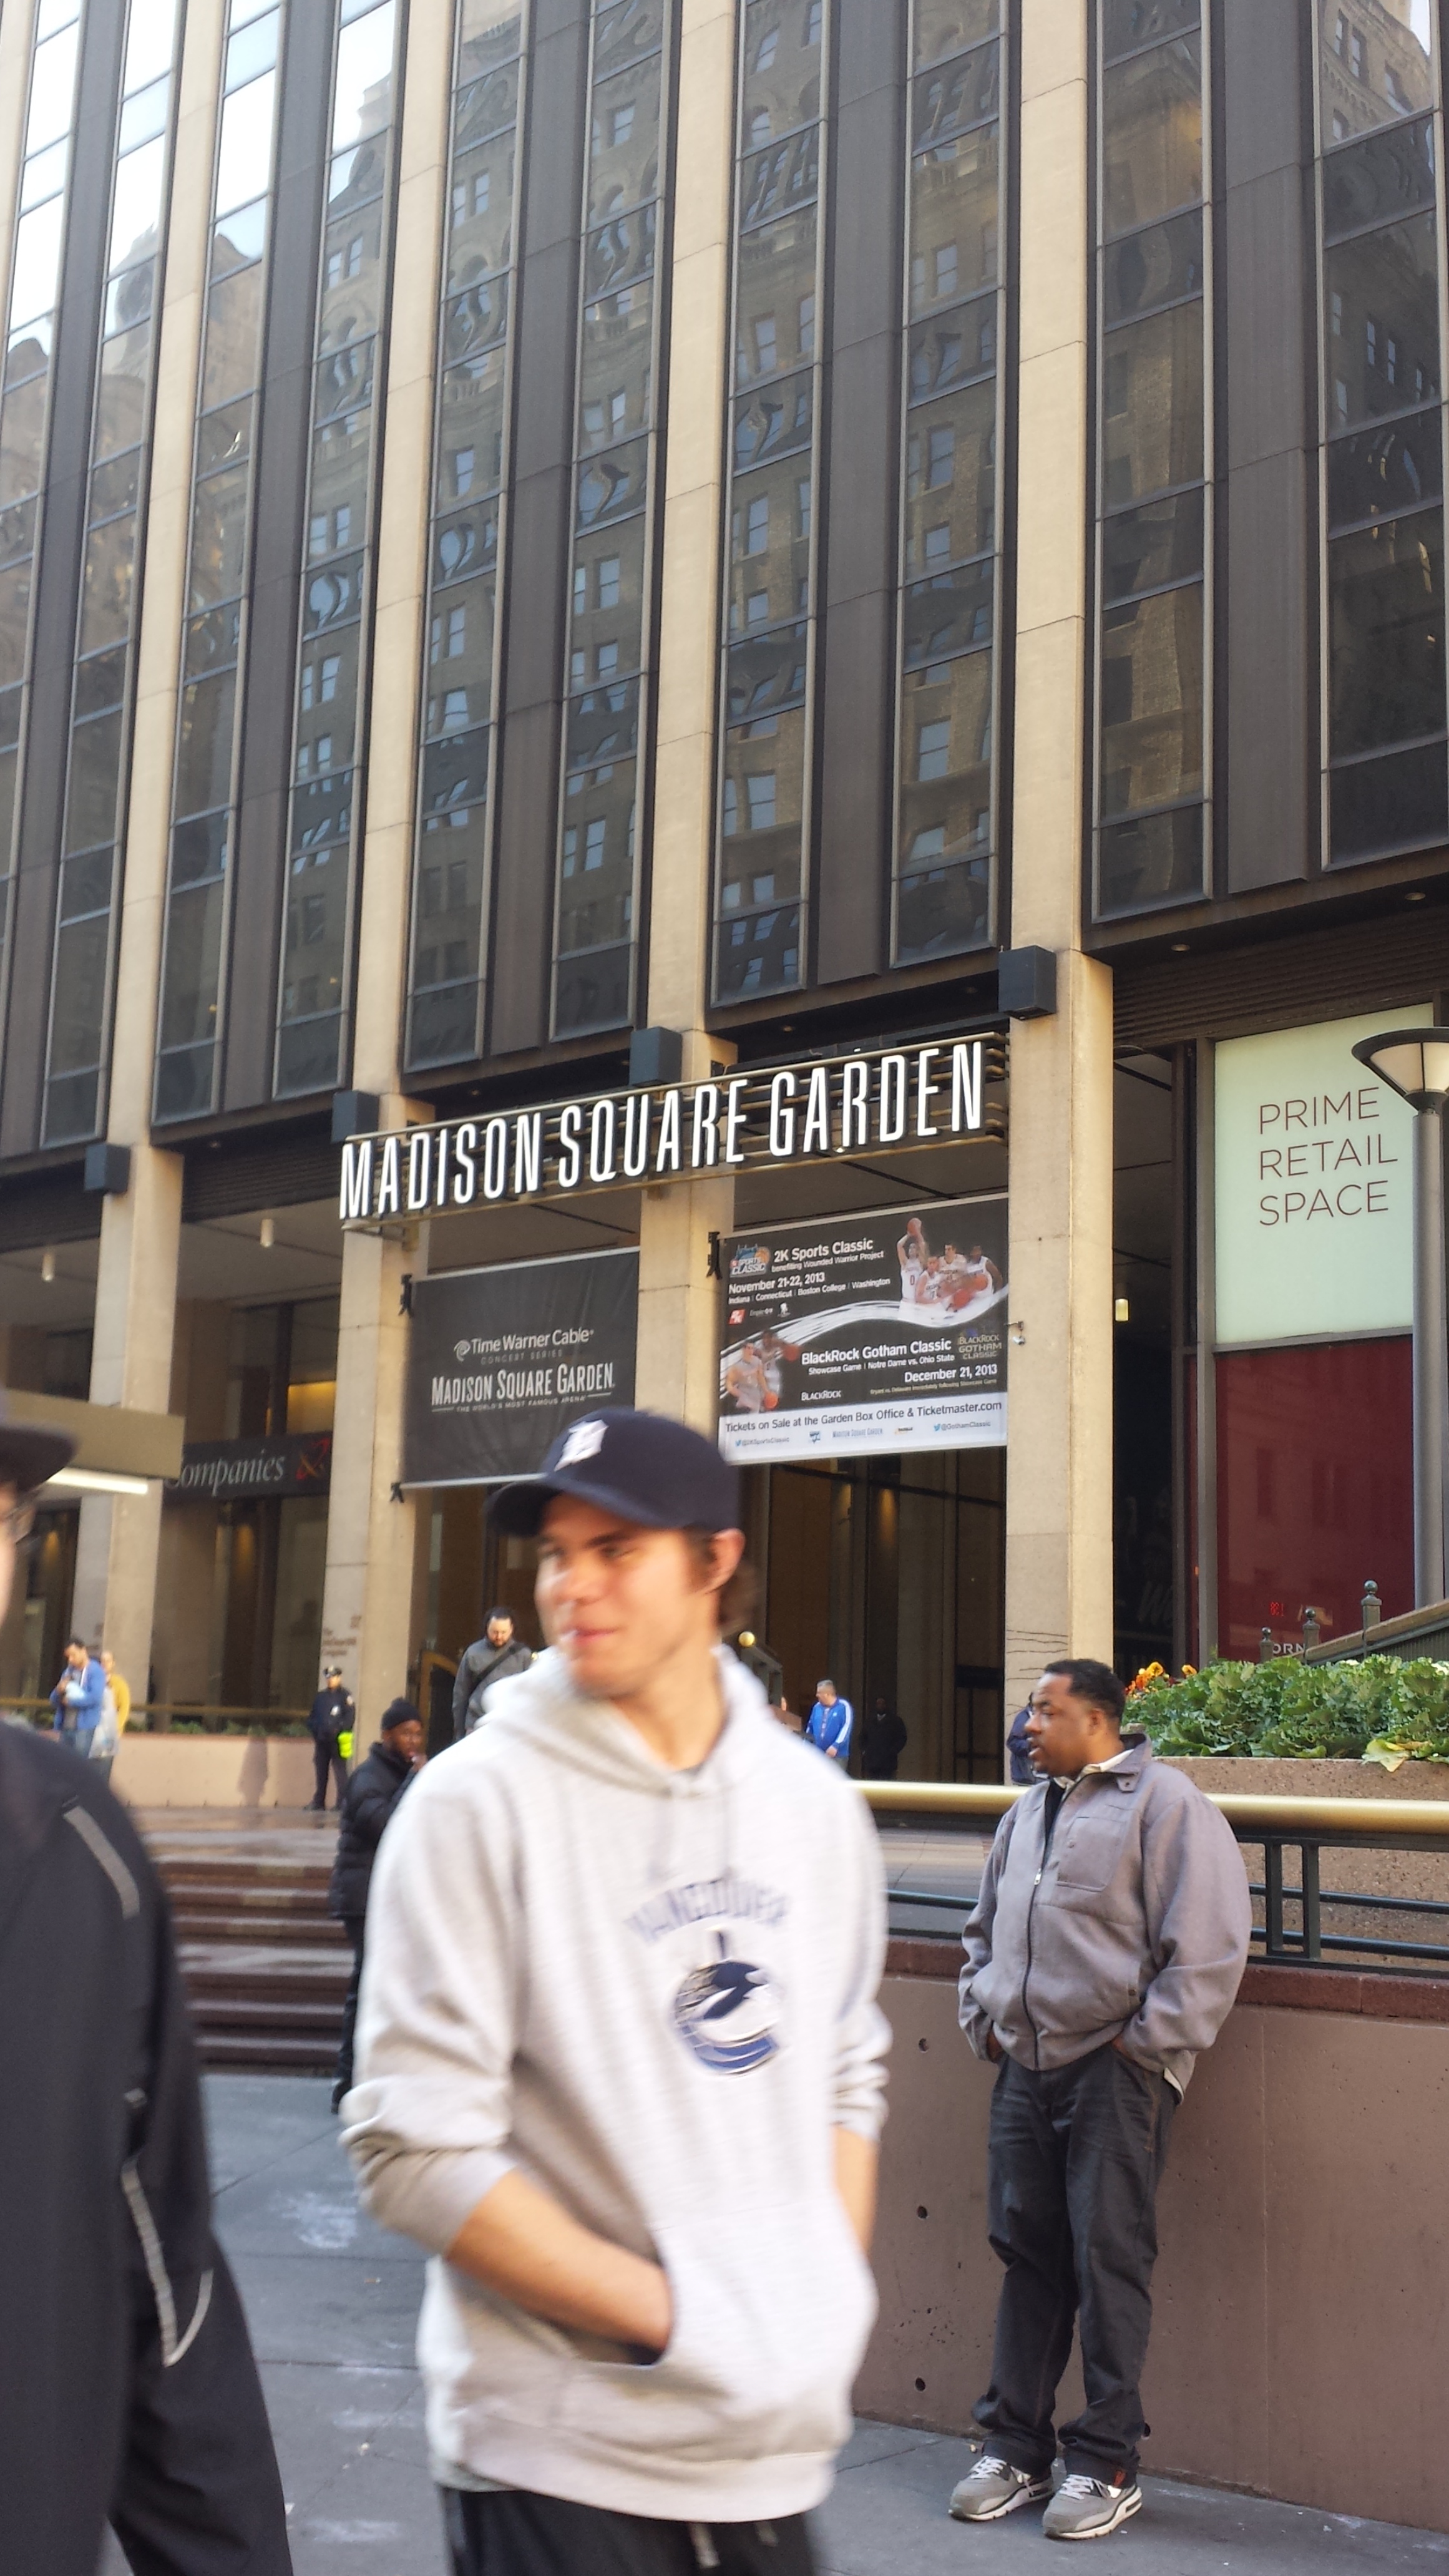 MADISON SQUARE GARDEN
PRIME
RETAIL
SPACE
Time Warner Cable
CONCERT SERIES
MADISON SQUARE GARDEN
THE WORLD'S MOST FAMOUS ARENA
2K Sports Classic
benefiting Wounded Warrior Project
November 21-22, 2013
Indiana | Connecticut | Boston College | Washington
BlackRock Gotham Classic
Showcase Game | Notre Dame vs. Ohio State
December 21, 2013
BLACKROCK
GOTHAM
CLASSIC
BLACKROCK
Tickets on Sale at the Garden Box Office & Ticketmaster.com
@2KSportsClassic
@GothamClassic
Companies &
VANCOUVER